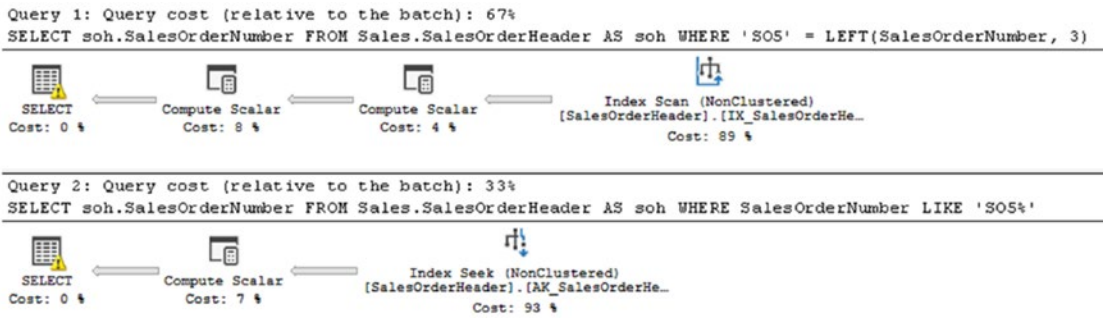 Query 1: Query cost (relative to the batch): 67%
SELECT soh.SalesOrderNumber FROM Sales.SalesOrderHeader AS soh WHERE 'SO5' = LEFT(SalesOrderNumber, 3)
SELECT
Cost: 0 %
Compute Scalar
Cost: 8 %
Compute Scalar
Cost: 4 %
Index Scan (NonClustered)
[SalesOrderHeader].[IX_SalesOrderHe…
Cost: 89 %
Query 2: Query cost (relative to the batch): 33%
SELECT soh.SalesOrderNumber FROM Sales.SalesOrderHeader AS soh WHERE SalesOrderNumber LIKE 'SO5%'
SELECT
Cost: 0 %
Compute Scalar
Cost: 7 %
Index Seek (NonClustered)
[SalesOrderHeader].[AK_SalesOrderHe…
Cost: 93 %